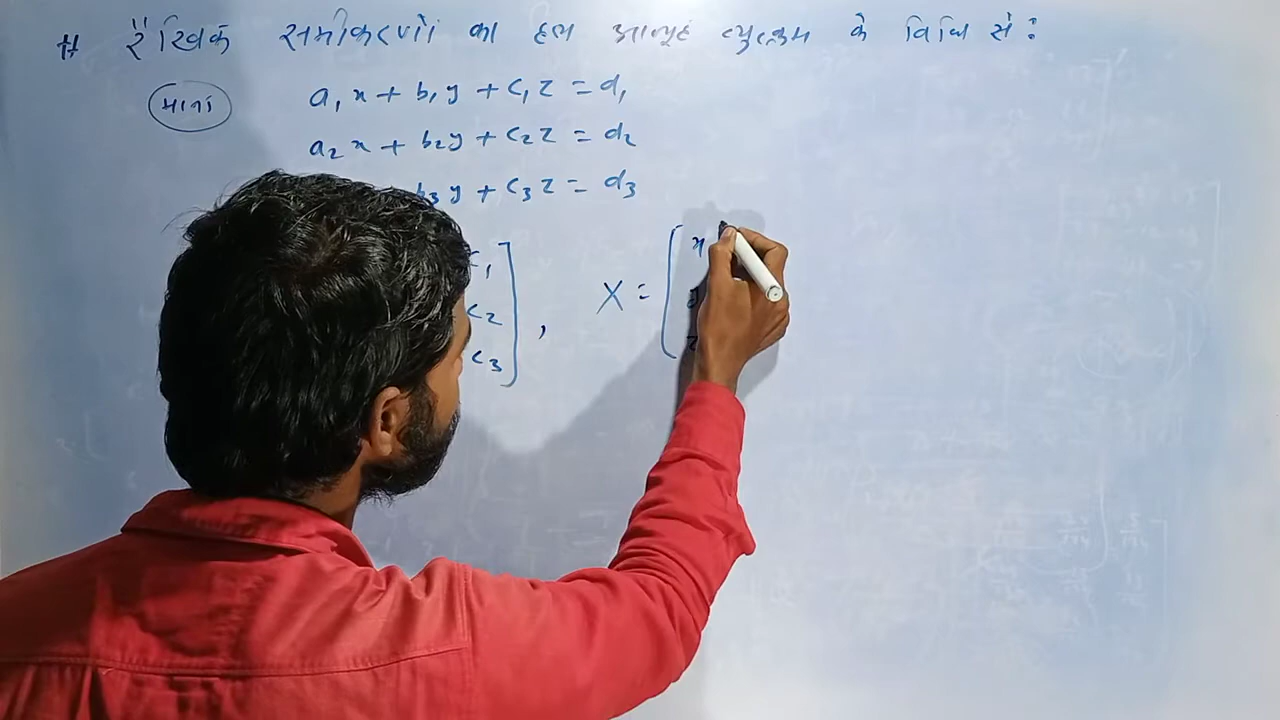 # " रैखिक समीकरणों का हल आव्यूह व्युत्क्रम के विधि से :
माना
a₁x + b₁y + c₁z = d₁
a₂x + b₂y + c₂z = d₂
b₃y + c₃z = d₃
c₁
c₂ , X = [ x
c₃ z